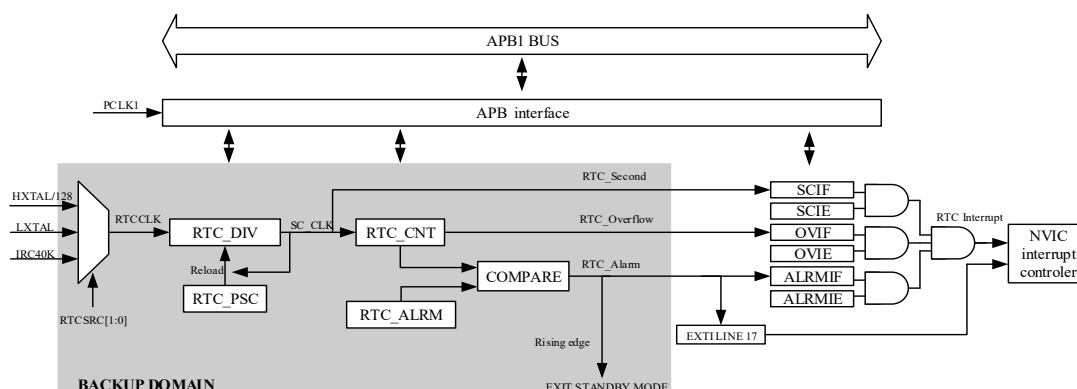 APB1 BUS
PCLK1
APB interface
HXTAL/128
LXTAL
IRC40K
RTCCLK
RTC_DIV
SC_CLK
RTC_CNT
Reload
RTC_PSC
RTC_ALRM
COMPARE
RTCSRC[1:0]
RTC_Second
RTC_Overflow
RTC_Alarm
SCIF
SCIE
OVIF
OVIE
ALRMIF
ALRMIE
RTC Interrupt
NVIC
interrupt
controler
EXTI LINE 17
Rising edge
EXIT STANDBY MODE
BACKUP DOMAIN